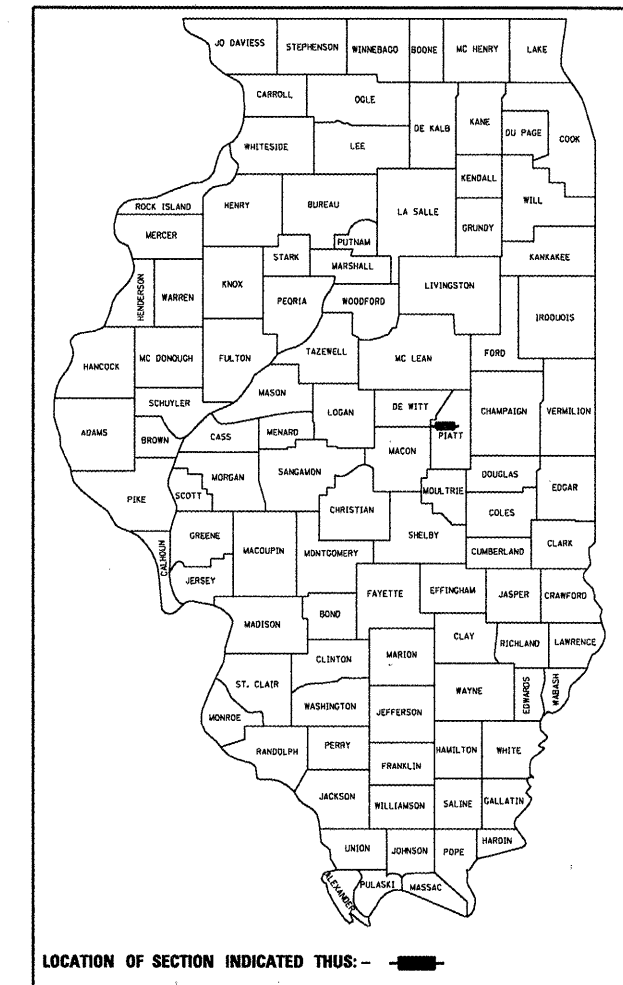 JO DAVIESS STEPHENSON WINNEBAGO BOONE MC HENRY LAKE
CARROLL OGLE DE KALB KANE DU PAGE COOK
WHITESIDE LEE
KENDALL
ROCK ISLAND HENRY BUREAU LA SALLE WILL
MERCER PUTNAM GRUNDY
STARK MARSHALL KANKAKEE
HENDERSON WARREN KNOX PEORIA WOODFORD LIVINGSTON IROQUOIS
HANCOCK MC DONOUGH FULTON TAZEWELL MC LEAN FORD
SCHUYLER MASON
ADAMS BROWN CASS MENARD LOGAN DE WITT PIATT CHAMPAIGN VERMILION
MACON
PIKE SCOTT MORGAN SANGAMON MOULTRIE DOUGLAS EDGAR
CHRISTIAN COLES
CALHOUN GREENE MACOUPIN MONTGOMERY SHELBY CUMBERLAND CLARK
JERSEY FAYETTE EFFINGHAM JASPER CRAWFORD
MADISON BOND
CLAY RICHLAND LAWRENCE
CLINTON MARION
ST. CLAIR WAYNE EDWARDS WABASH
MONROE WASHINGTON JEFFERSON
RANDOLPH PERRY HAMILTON WHITE
FRANKLIN
JACKSON WILLIAMSON SALINE GALLATIN
UNION JOHNSON POPE HARDIN
ALEXANDER PULASKI MASSAC
LOCATION OF SECTION INDICATED THUS:-